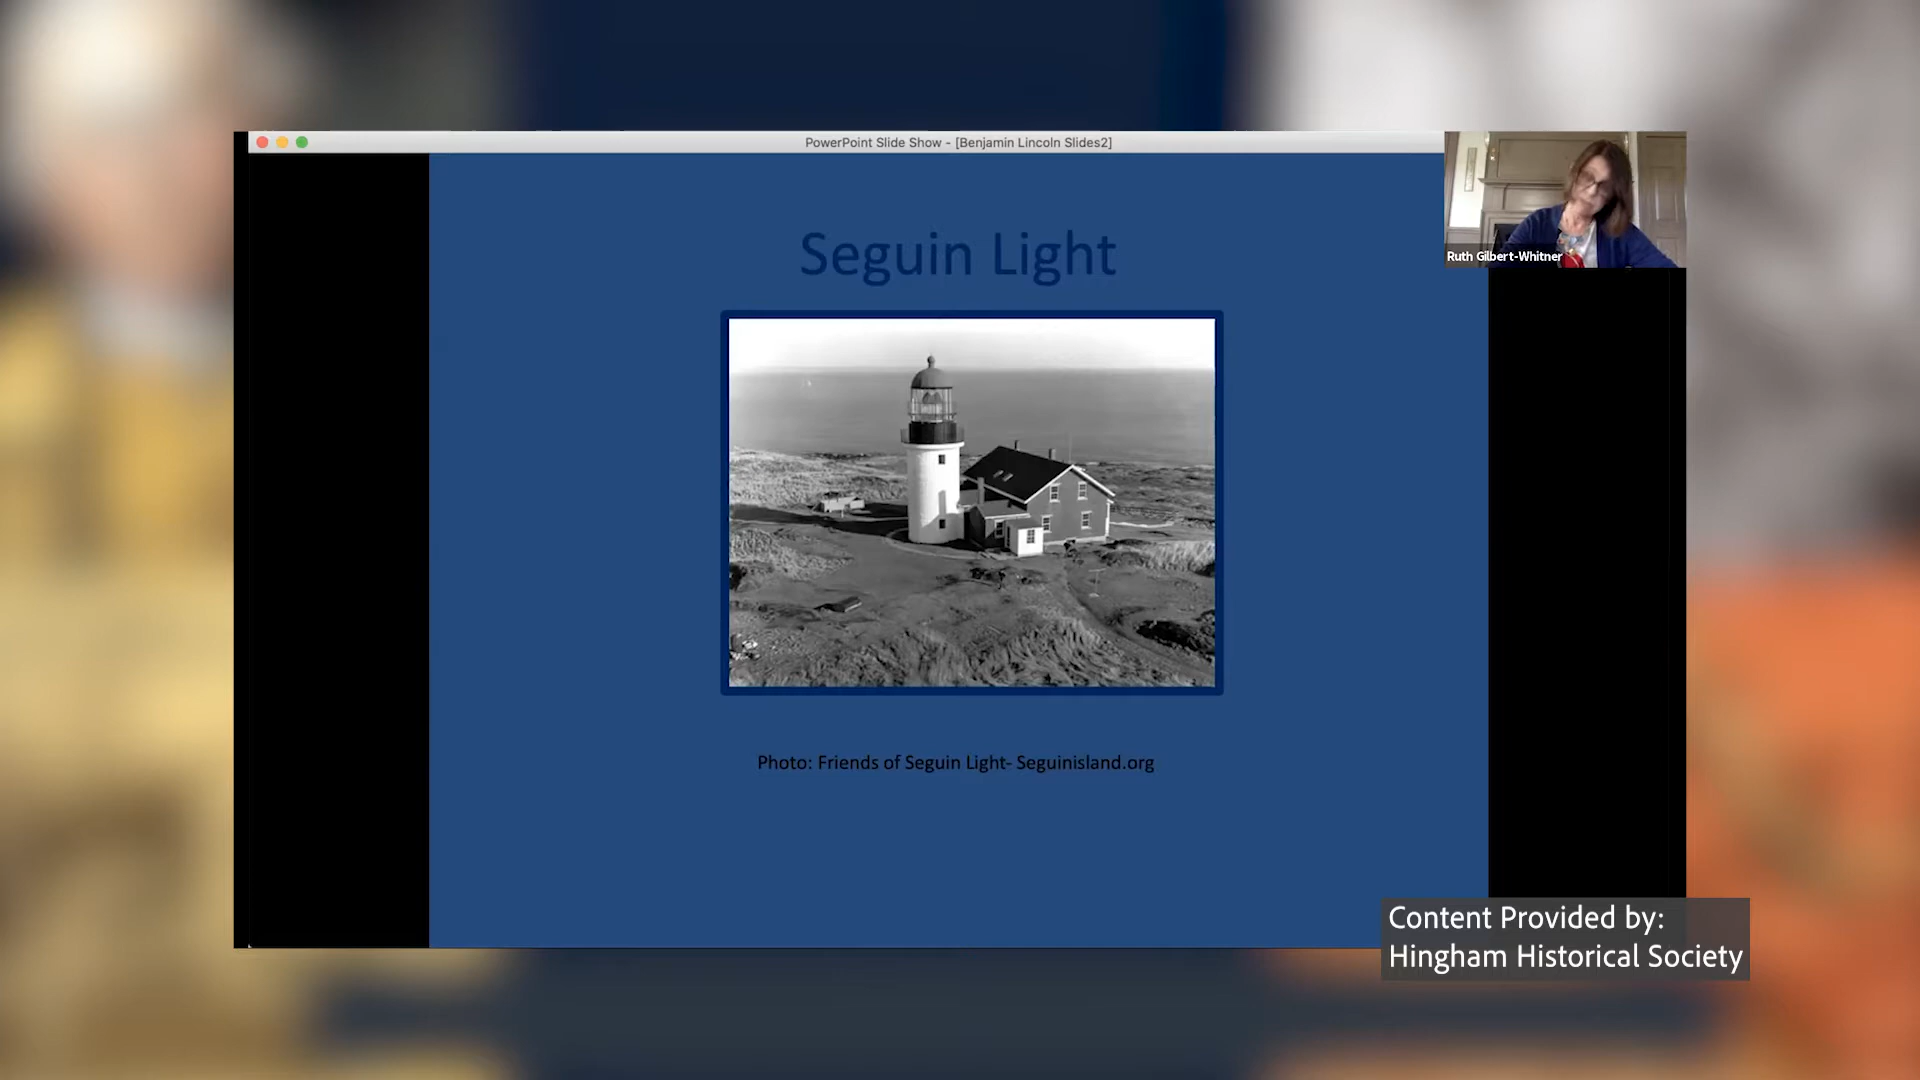 PowerPoint Slide Show - [Benjamin Lincoln Slides2]
Ruth Gilbert-Whitner
Seguin Light
Photo: Friends of Seguin Light- Seguinisland.org
Content Provided by:
Hingham Historical Society